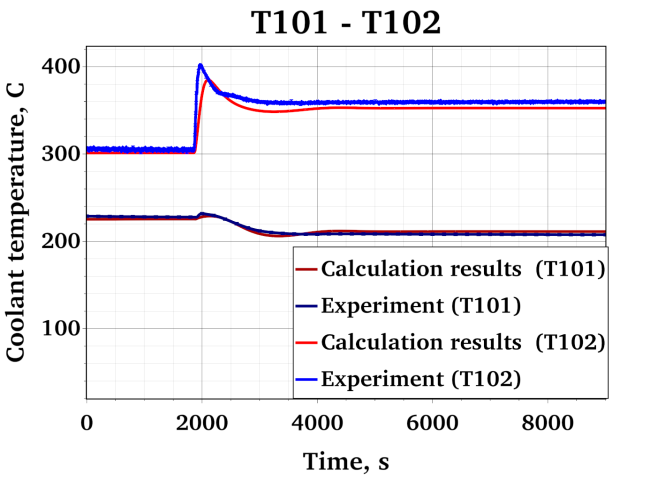 T101 - T102
Coolant temperature, C
400
300
200
100
Calculation results (T101)
Experiment (T101)
Calculation results (T102)
Experiment (T102)
0 2000 4000 6000 8000
Time, s